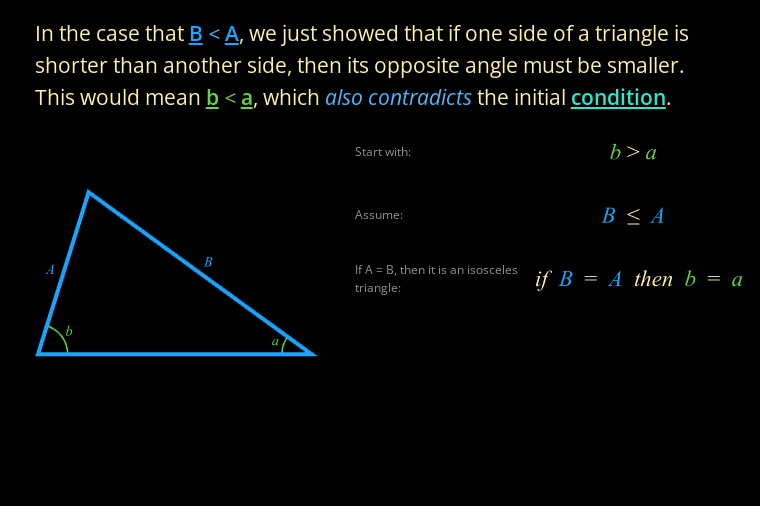 In the case that B < A, we just showed that if one side of a triangle is
shorter than another side, then its opposite angle must be smaller.
This would mean b < a, which also contradicts the initial condition.
Start with:
b > a
Assume:
B ≤ A
If A = B, then it is an isosceles
triangle:
if B = A then b = a
A
B
b
a